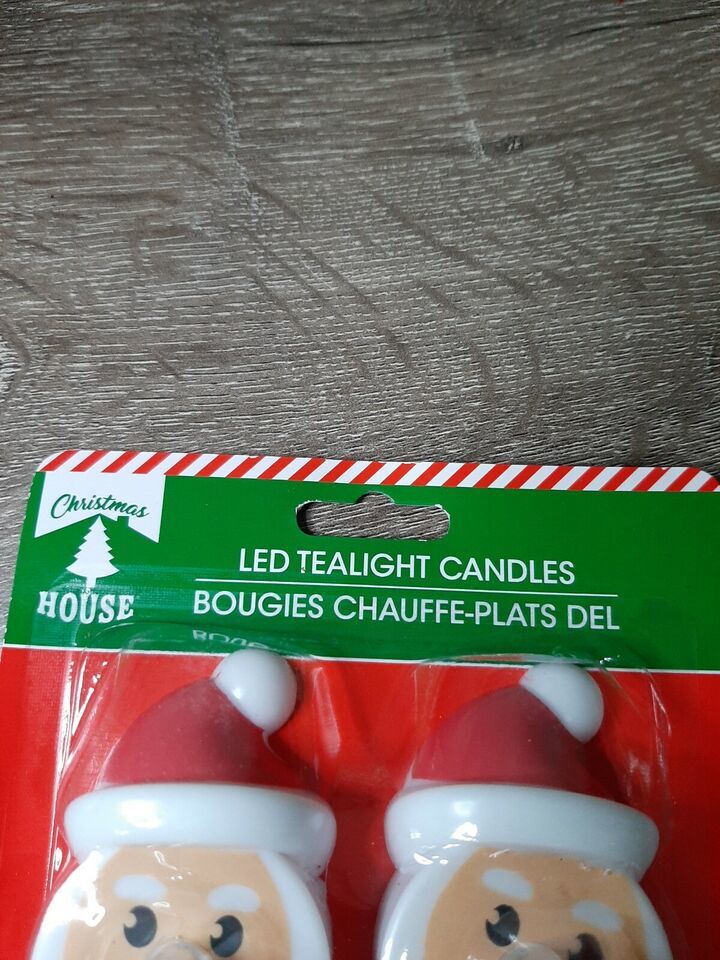 Christmas
HOUSE
LED TEALIGHT CANDLES
BOUGIES CHAUFFE-PLATS DEL